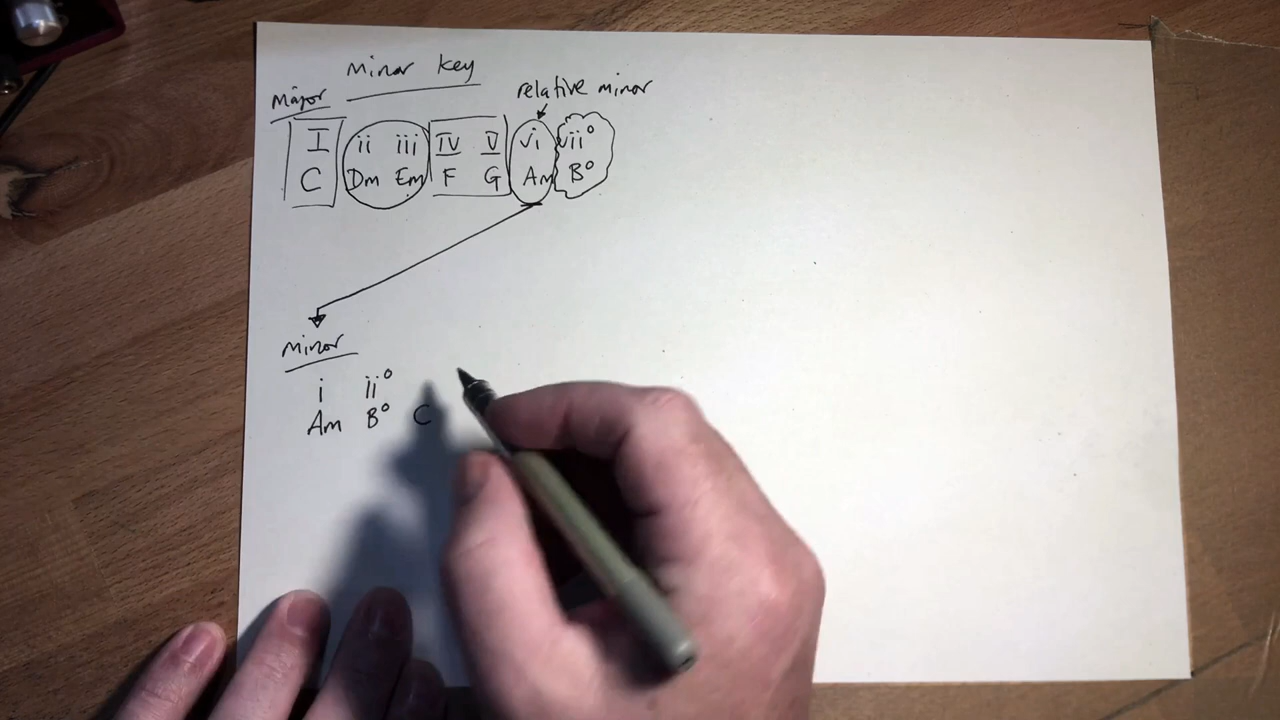 Minor Key
Major
relative minor
I ii iii IV V vi vii°
C Dm Em F G Am B°
minor
i ii°
Am B° C